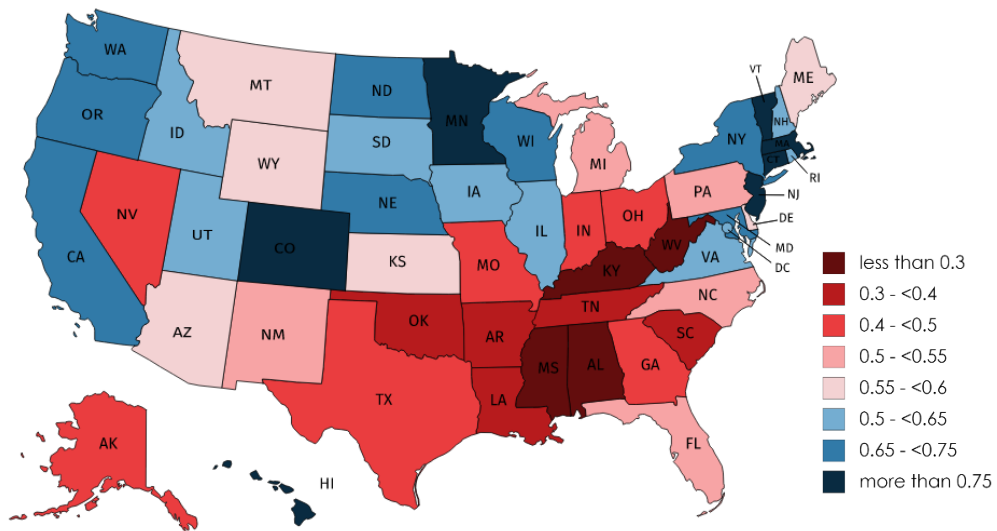 WA
OR
CA
NV
ID
MT
WY
UT
CO
AZ
NM
ND
SD
NE
KS
OK
TX
MN
IA
MO
AR
LA
WI
IL
MI
IN
OH
KY
TN
MS
AL
GA
FL
SC
NC
VA
WV
PA
NY
VT
NH
ME
MA
CT
RI
NJ
DE
MD
DC
AK
HI
less than 0.3
0.3 - <0.4
0.4 - <0.5
0.5 - <0.55
0.55 - <0.6
0.5 - <0.65
0.65 - <0.75
more than 0.75